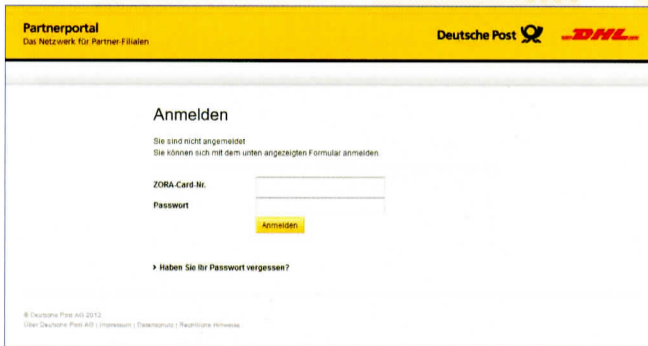 Partnerportal
Das Netzwerk für Partner-Filialen
Deutsche Post
DHL
Anmelden
Sie sind nicht angemeldet
Sie können sich mit dem unten angezeigten Formular anmelden.
ZORA-Card-Nr.
Passwort
Anmelden
› Haben Sie Ihr Passwort vergessen?
© Deutsche Post AG 2012
Über Deutsche Post AG | Impressum | Datenschutz | Rechtliche Hinweise